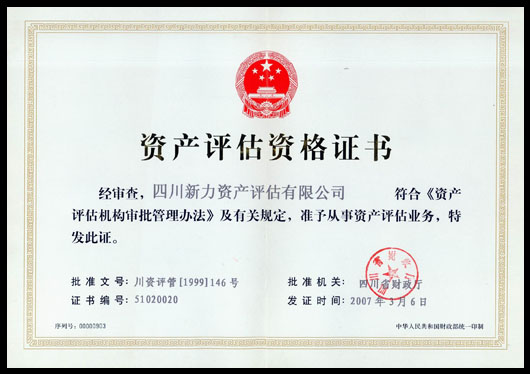 资产评估资格证书
经审查，四川新力资产评估有限公司 符合《资产
评估机构审批管理办法》及有关规定，准予从事资产评估业务，特
发此证。
批准文号：川资评管[1999]146号
批准机关：四川省财政厅
证书编号：51020020
发证时间：2007年3月6日
序列号：00000903
中华人民共和国财政部统一印制